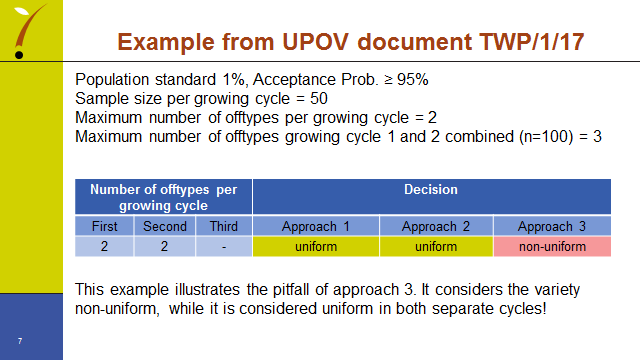 Example from UPOV document TWP/1/17
Population standard 1%, Acceptance Prob. ≥ 95%
Sample size per growing cycle = 50
Maximum number of offtypes per growing cycle = 2
Maximum number of offtypes growing cycle 1 and 2 combined (n=100) = 3
Number of offtypes per growing cycle Decision
First Second Third Approach 1 Approach 2 Approach 3
2 2 - uniform uniform non-uniform
This example illustrates the pitfall of approach 3. It considers the variety
non-uniform, while it is considered uniform in both separate cycles!
7